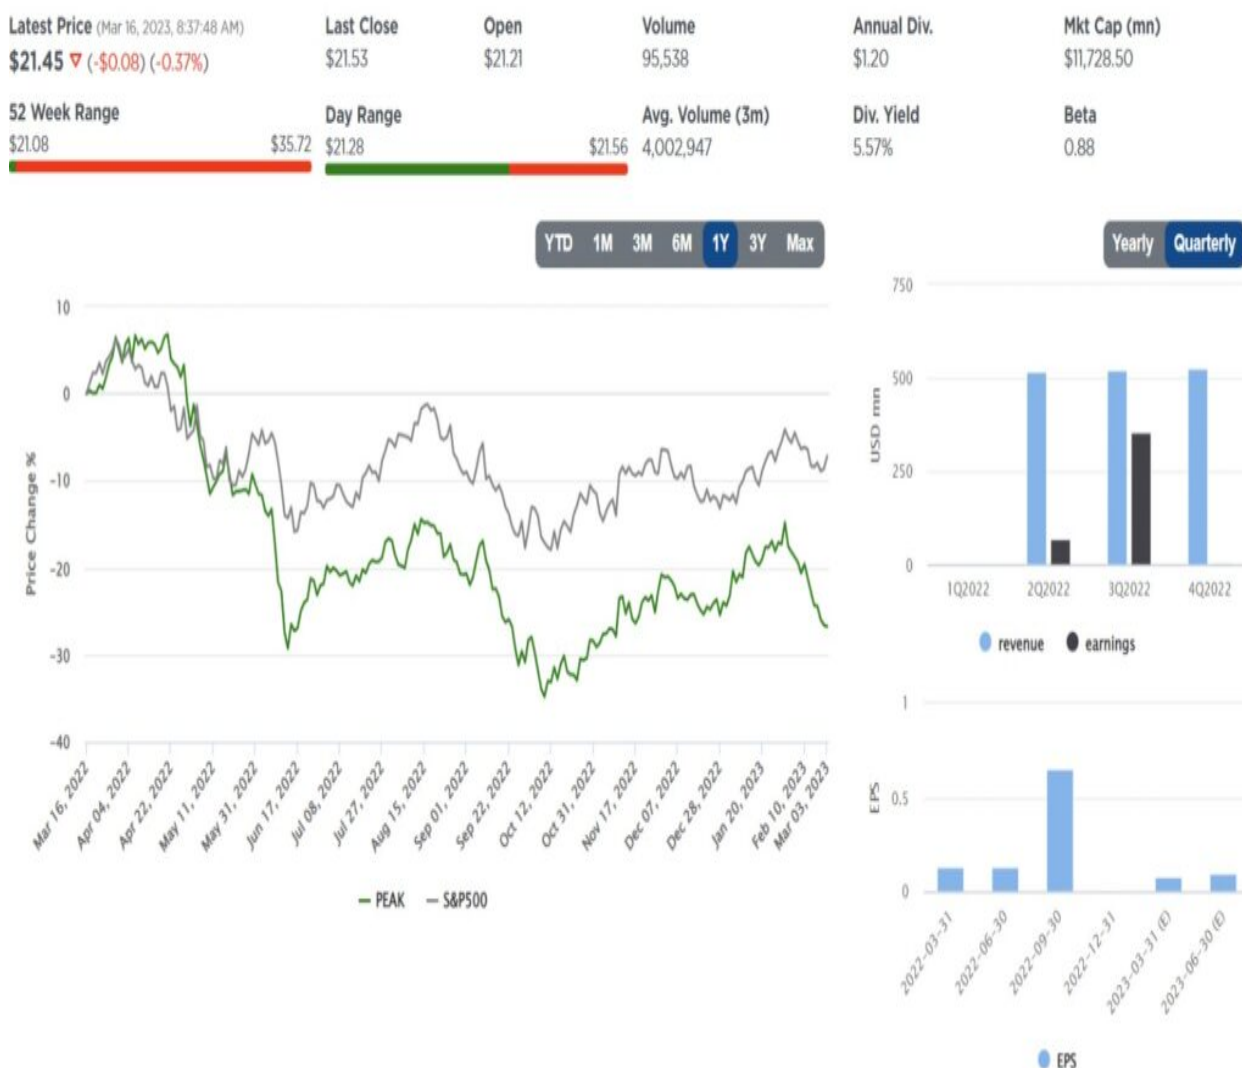 Latest Price (Mar 16, 2023, 8:37:48 AM)
$21.45 ▽ (-$0.08) (-0.37%)
Last Close
$21.53
Open
$21.21
Volume
95,538
Annual Div.
$1.20
Mkt Cap (mn)
$11,728.50
52 Week Range
$21.08 $35.72
Day Range
$21.28 $21.56
Avg. Volume (3m)
4,002,947
Div. Yield
5.57%
Beta
0.88
YTD 1M 3M 6M 1Y 3Y Max
Price Change %
10
0
-10
-20
-30
-40
Mar 16, 2022
Apr 04, 2022
Apr 22, 2022
May 11, 2022
May 31, 2022
Jun 17, 2022
Jul 08, 2022
Jul 27, 2022
Aug 15, 2022
Sep 01, 2022
Sep 22, 2022
Oct 12, 2022
Oct 31, 2022
Nov 17, 2022
Dec 07, 2022
Dec 28, 2022
Jan 20, 2023
Feb 10, 2023
Mar 03, 2023
PEAK S&P500
Yearly Quarterly
USD mn
750
500
250
0
1Q2022 2Q2022 3Q2022 4Q2022
revenue earnings
EPS
1
0.5
0
2022-03-31
2022-06-30
2022-09-30
2022-12-31
2023-03-31 (E)
2023-06-30 (E)
EPS